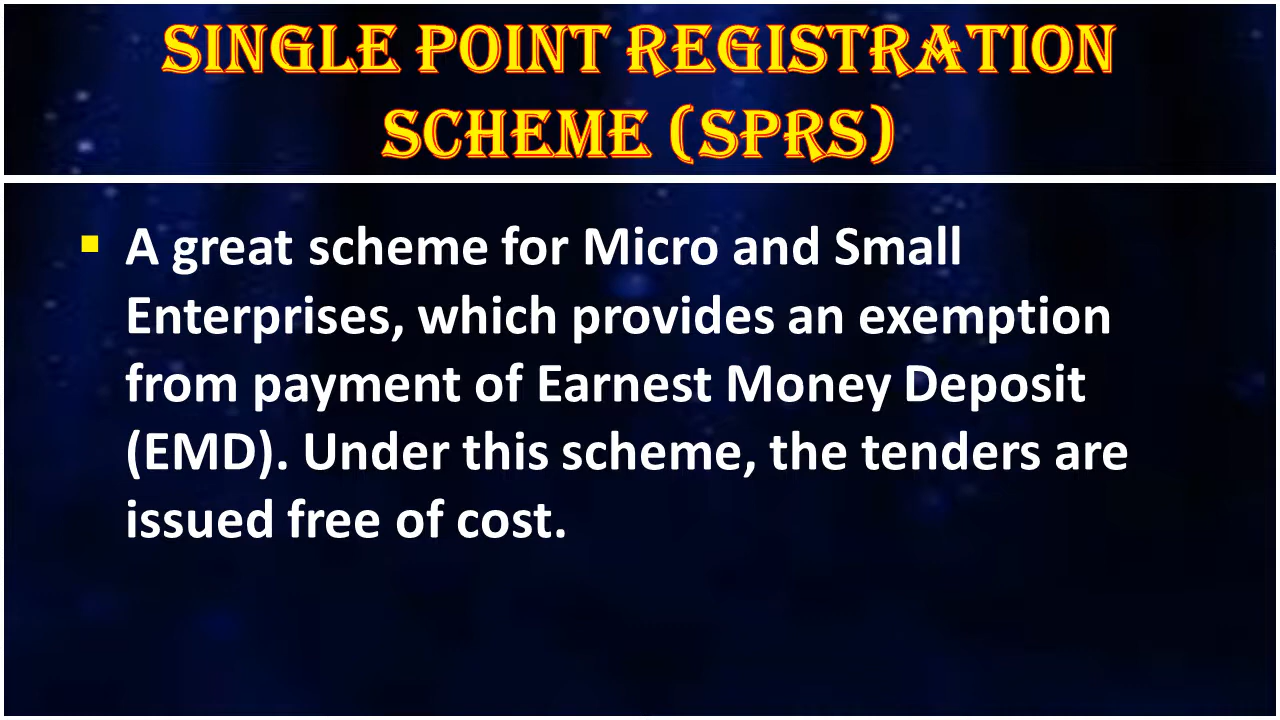 SINGLE POINT REGISTRATION
SCHEME (SPRS)
A great scheme for Micro and Small
Enterprises, which provides an exemption
from payment of Earnest Money Deposit
(EMD). Under this scheme, the tenders are
issued free of cost.